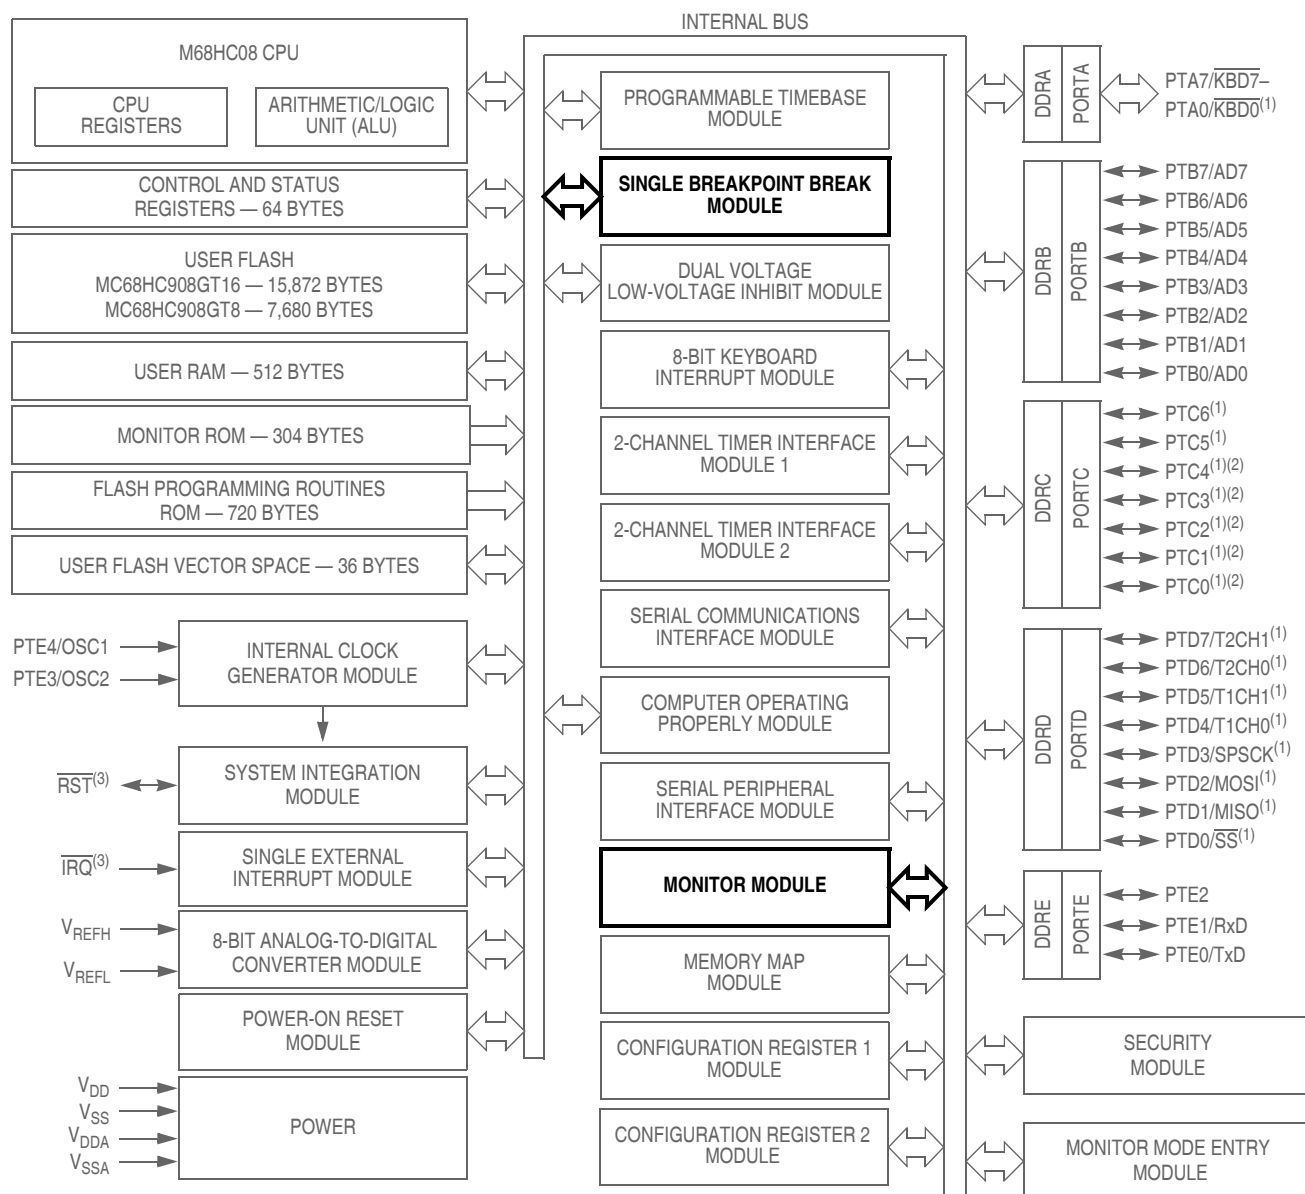 INTERNAL BUS
M68HC08 CPU
CPU
REGISTERS
ARITHMETIC/LOGIC
UNIT (ALU)
CONTROL AND STATUS
REGISTERS — 64 BYTES
USER FLASH
MC68HC908GT16 — 15,872 BYTES
MC68HC908GT8 — 7,680 BYTES
USER RAM — 512 BYTES
MONITOR ROM — 304 BYTES
FLASH PROGRAMMING ROUTINES
ROM — 720 BYTES
USER FLASH VECTOR SPACE — 36 BYTES
PTE4/OSC1
PTE3/OSC2
INTERNAL CLOCK
GENERATOR MODULE
RST(3)
SYSTEM INTEGRATION
MODULE
IRQ(3)
SINGLE EXTERNAL
INTERRUPT MODULE
VREFH
VREFL
8-BIT ANALOG-TO-DIGITAL
CONVERTER MODULE
POWER-ON RESET
MODULE
VDD
VSS
VDDA
VSSA
POWER
PROGRAMMABLE TIMEBASE
MODULE
SINGLE BREAKPOINT BREAK
MODULE
DUAL VOLTAGE
LOW-VOLTAGE INHIBIT MODULE
8-BIT KEYBOARD
INTERRUPT MODULE
2-CHANNEL TIMER INTERFACE
MODULE 1
2-CHANNEL TIMER INTERFACE
MODULE 2
SERIAL COMMUNICATIONS
INTERFACE MODULE
COMPUTER OPERATING
PROPERLY MODULE
SERIAL PERIPHERAL
INTERFACE MODULE
MONITOR MODULE
MEMORY MAP
MODULE
CONFIGURATION REGISTER 1
MODULE
CONFIGURATION REGISTER 2
MODULE
DDRA
PORTA
PTA7/KBD7–
PTA0/KBD0(1)
DDRB
PORTB
PTB7/AD7
PTB6/AD6
PTB5/AD5
PTB4/AD4
PTB3/AD3
PTB2/AD2
PTB1/AD1
PTB0/AD0
DDRC
PORTC
PTC6(1)
PTC5(1)
PTC4(1)(2)
PTC3(1)(2)
PTC2(1)(2)
PTC1(1)(2)
PTC0(1)(2)
DDRD
PORTD
PTD7/T2CH1(1)
PTD6/T2CH0(1)
PTD5/T1CH1(1)
PTD4/T1CH0(1)
PTD3/SPSCK(1)
PTD2/MOSI(1)
PTD1/MISO(1)
PTD0/SS(1)
DDRE
PORTE
PTE2
PTE1/RxD
PTE0/TxD
SECURITY
MODULE
MONITOR MODE ENTRY
MODULE